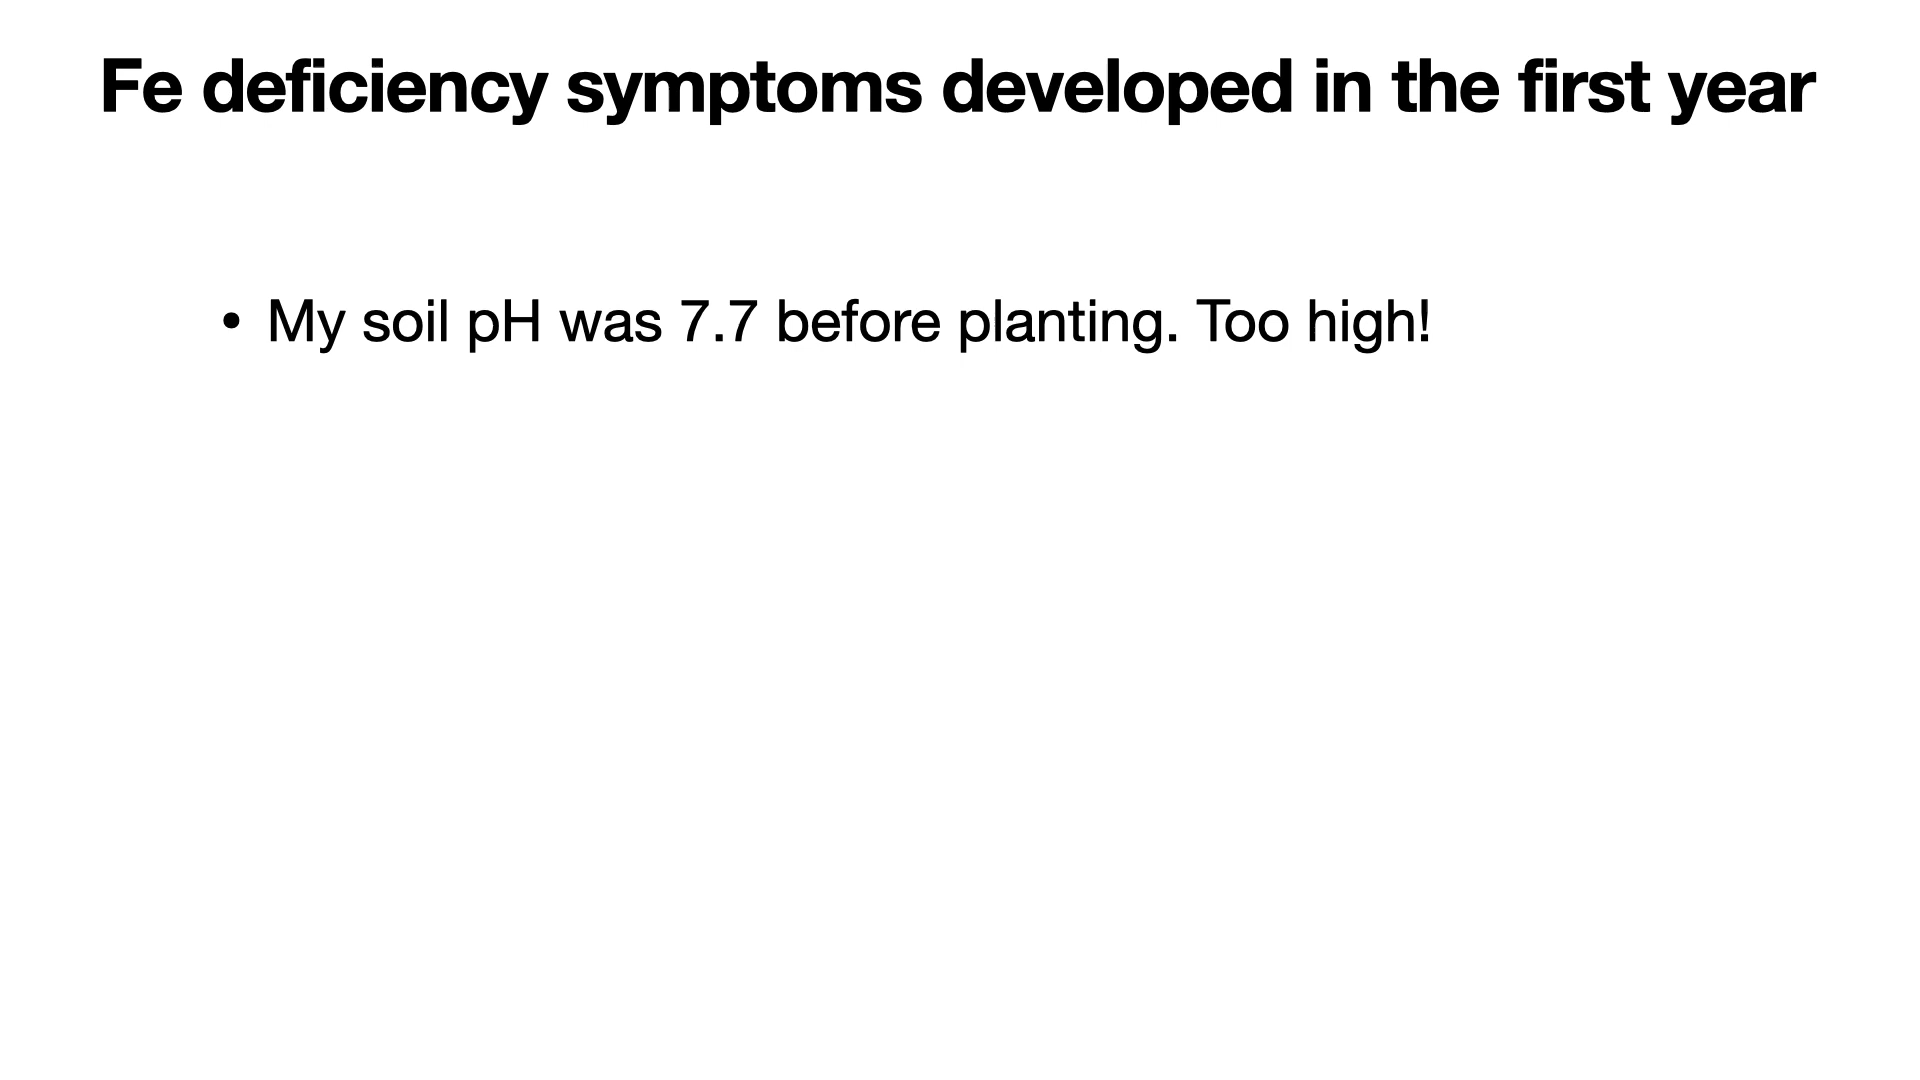 Fe deficiency symptoms developed in the first year
• My soil pH was 7.7 before planting. Too high!